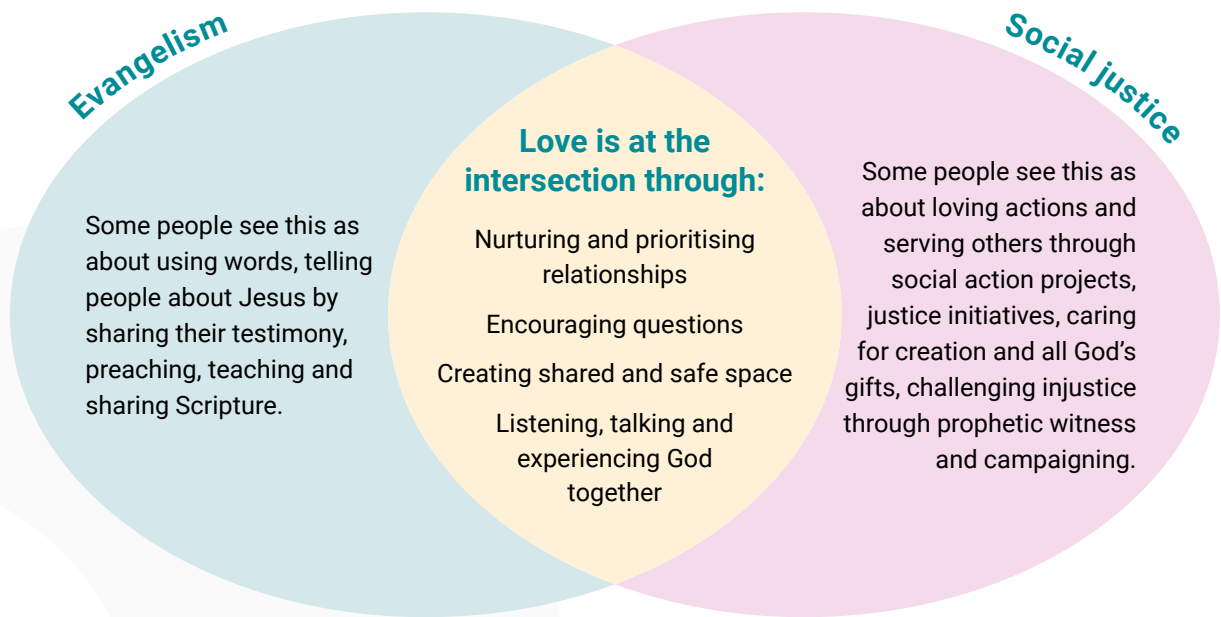 Evangelism
Some people see this as
about using words, telling
people about Jesus by
sharing their testimony,
preaching, teaching and
sharing Scripture.
Love is at the
intersection through:
Nurturing and prioritising
relationships
Encouraging questions
Creating shared and safe space
Listening, talking and
experiencing God
together
Social justice
Some people see this as
about loving actions and
serving others through
social action projects,
justice initiatives, caring
for creation and all God’s
gifts, challenging injustice
through prophetic witness
and campaigning.